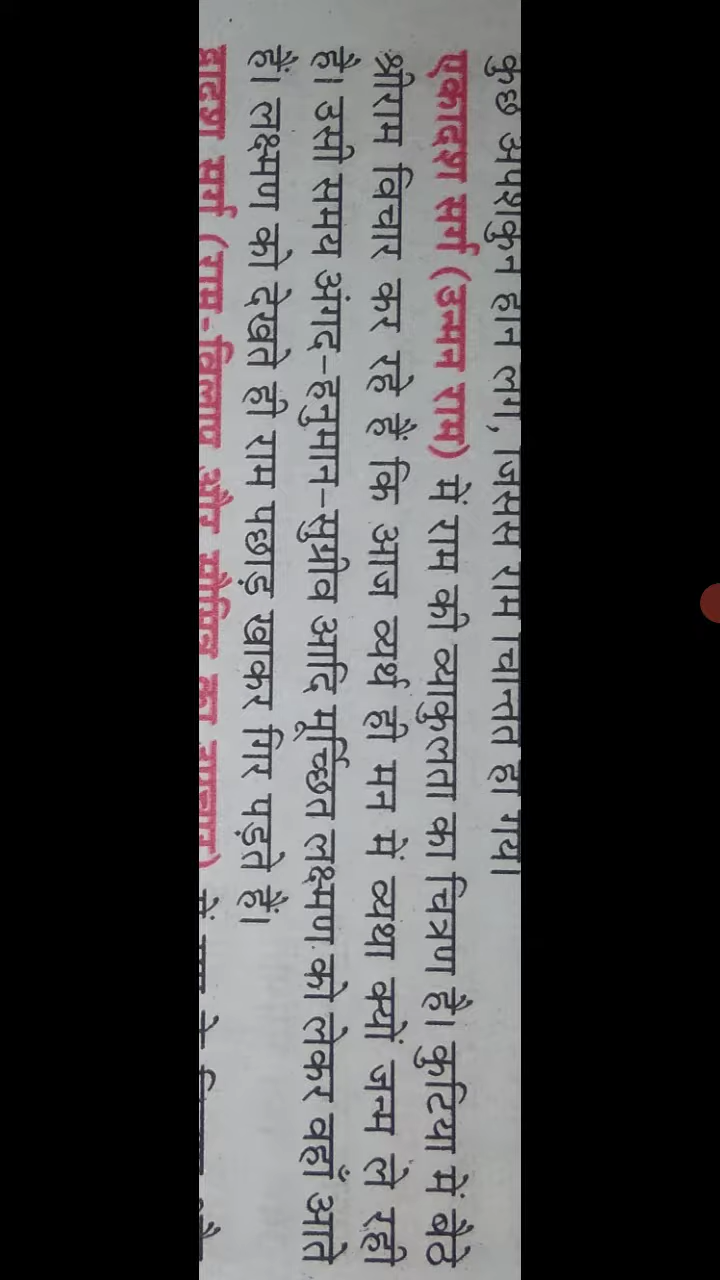 कुछ अपशकुन होने लगे, जिससे राम चिन्तित हो गये।
एकादश सर्ग (उन्मन राम) में राम की व्याकुलता का चित्रण है। कुटिया में बैठे
श्रीराम विचार कर रहे हैं कि आज व्यर्थ ही मन में व्यथा क्यों जन्म ले रही
है। उसी समय अंगद-हनुमान-सुग्रीव आदि मूर्च्छित लक्ष्मण को लेकर वहाँ आते
हैं। लक्ष्मण को देखते ही राम पछाड़ खाकर गिर पड़ते हैं।
द्वादश सर्ग (राम-विलाप और सौमित्र का उपचार) में